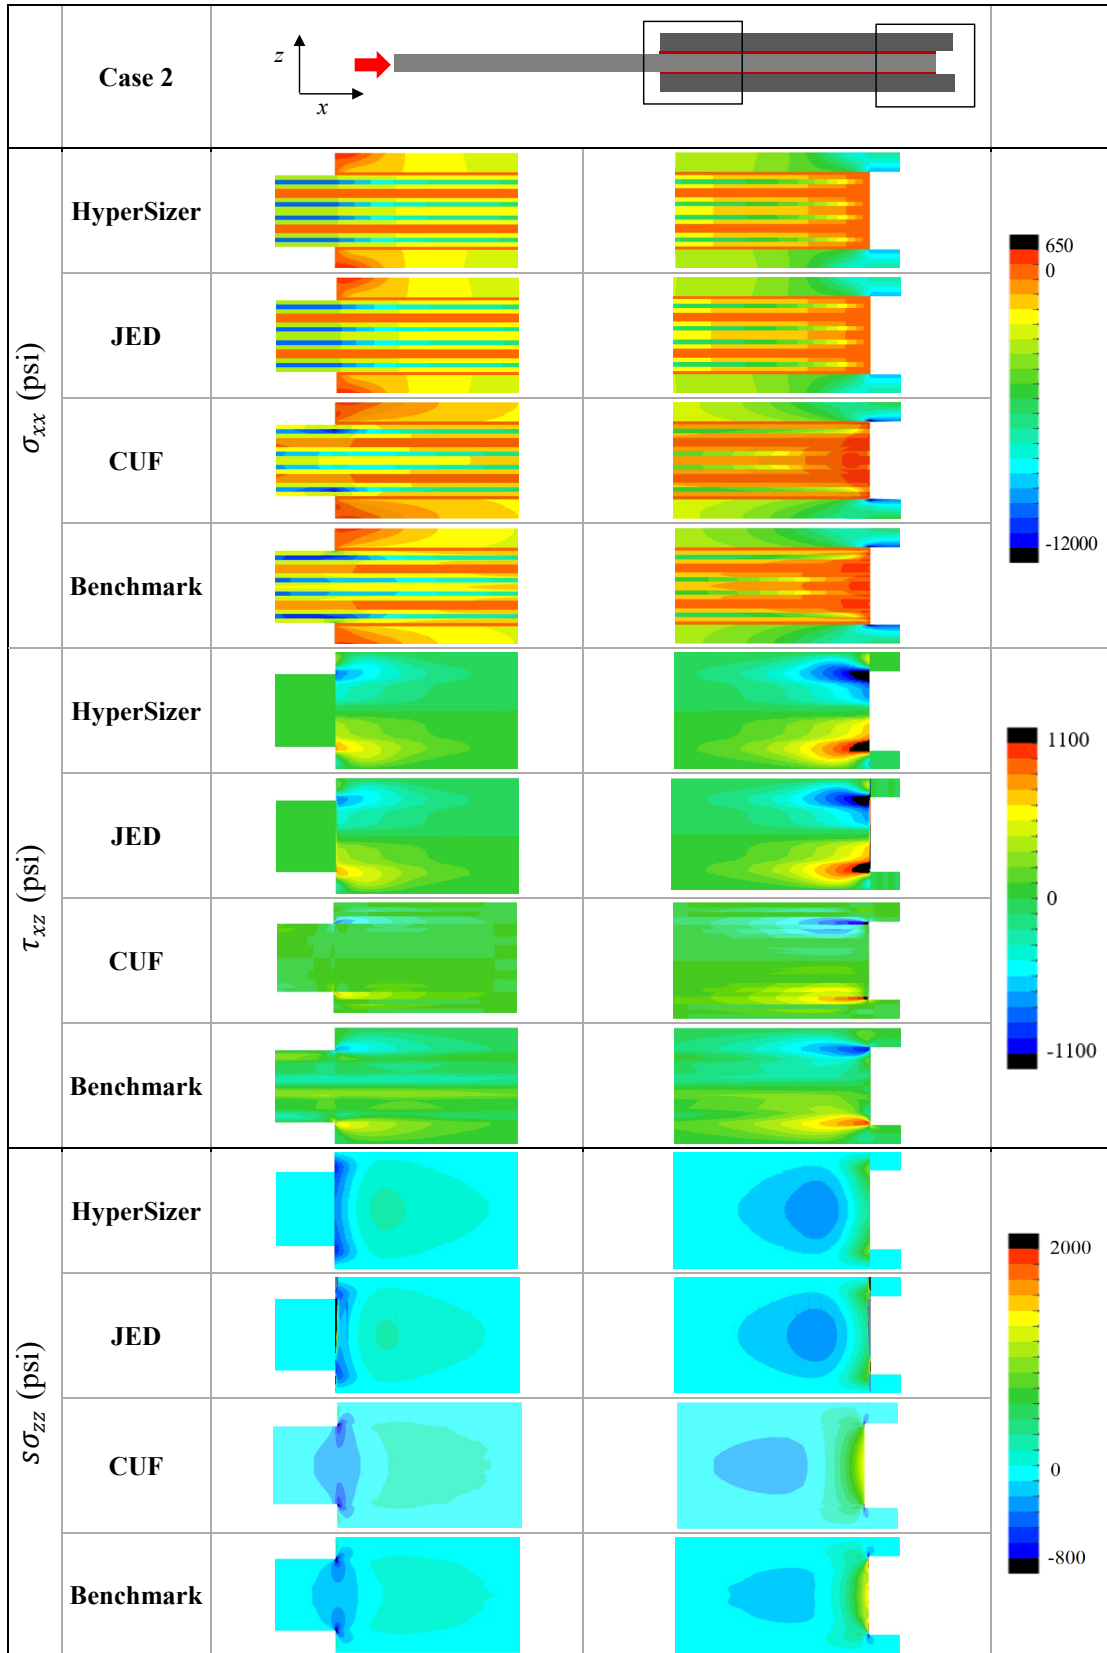 Case 2
z
x
σxx (psi)
HyperSizer
JED
CUF
Benchmark
650
0
-12000
τxz (psi)
HyperSizer
JED
CUF
Benchmark
1100
0
-1100
sσzz (psi)
HyperSizer
JED
CUF
Benchmark
2000
0
-800